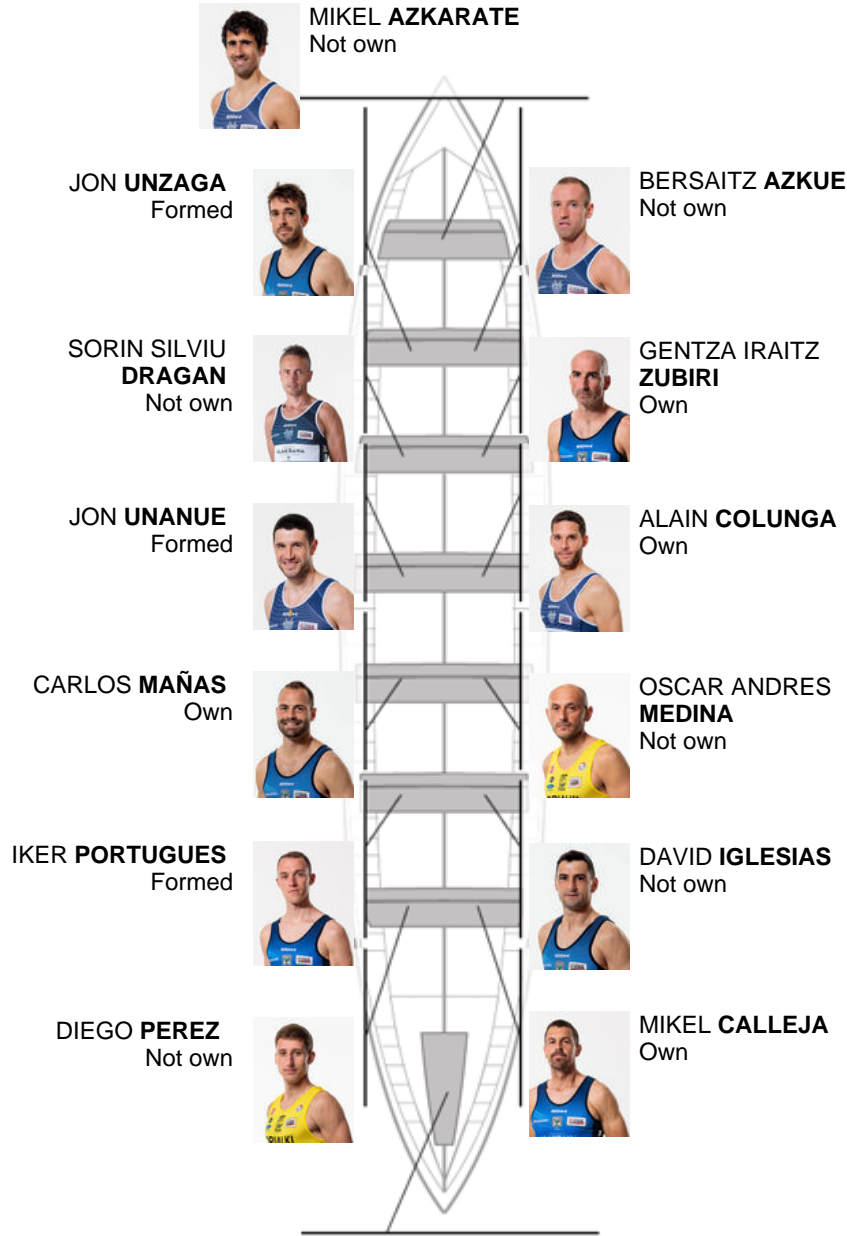 MIKEL AZKARATE
Not own
JON UNZAGA
Formed
BERSAITZ AZKUE
Not own
SORIN SILVIU
DRAGAN
Not own
GENTZA IRAITZ
ZUBIRI
Own
JON UNANUE
Formed
ALAIN COLUNGA
Own
CARLOS MAÑAS
Own
OSCAR ANDRES
MEDINA
Not own
IKER PORTUGUES
Formed
DAVID IGLESIAS
Not own
DIEGO PEREZ
Not own
MIKEL CALLEJA
Own